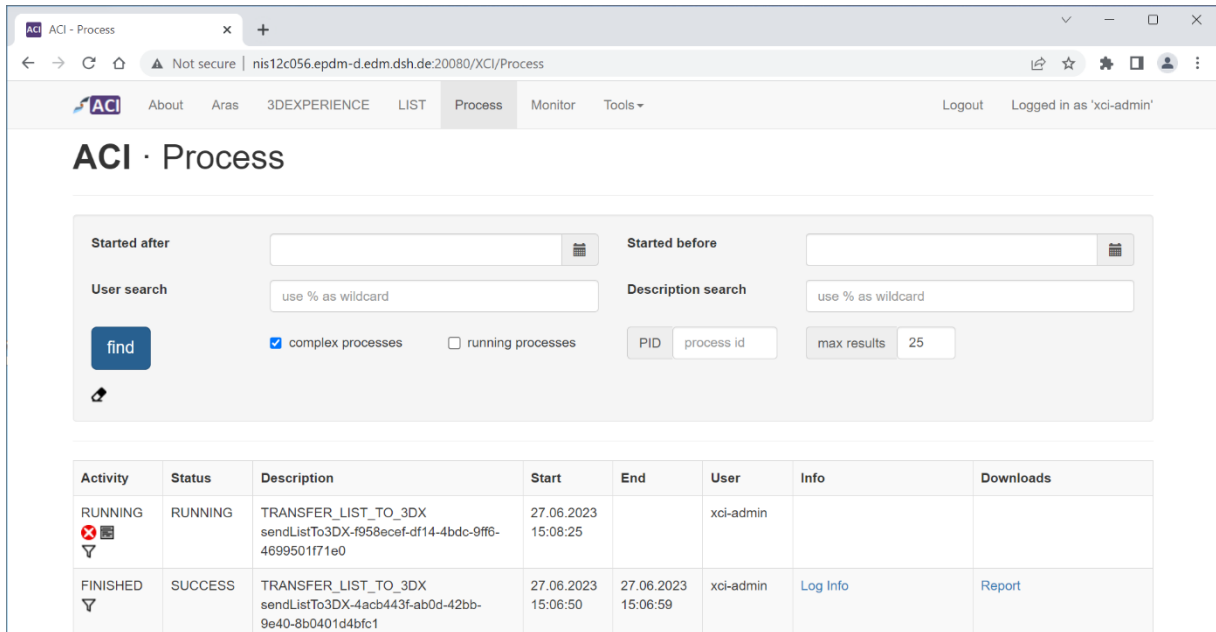 ACI ACI - Process
Not secure | nis12c056.epdm-d.edm.dsh.de:20080/XCI/Process
ACI About Aras 3DEXPERIENCE LIST Process Monitor Tools Logout Logged in as 'xci-admin'
ACI · Process
Started after Started before
User search use % as wildcard Description search use % as wildcard
find complex processes running processes PID process id max results 25
Activity Status Description Start End User Info Downloads
RUNNING RUNNING TRANSFER_LIST_TO_3DX 27.06.2023 xci-admin
sendListTo3DX-f958ecef-df14-4bdc-9ff6- 15:08:25
4699501f71e0
FINISHED SUCCESS TRANSFER_LIST_TO_3DX 27.06.2023 27.06.2023 xci-admin Log Info Report
sendListTo3DX-4acb443f-ab0d-42bb- 15:06:50 15:06:59
9e40-8b0401d4bfc1